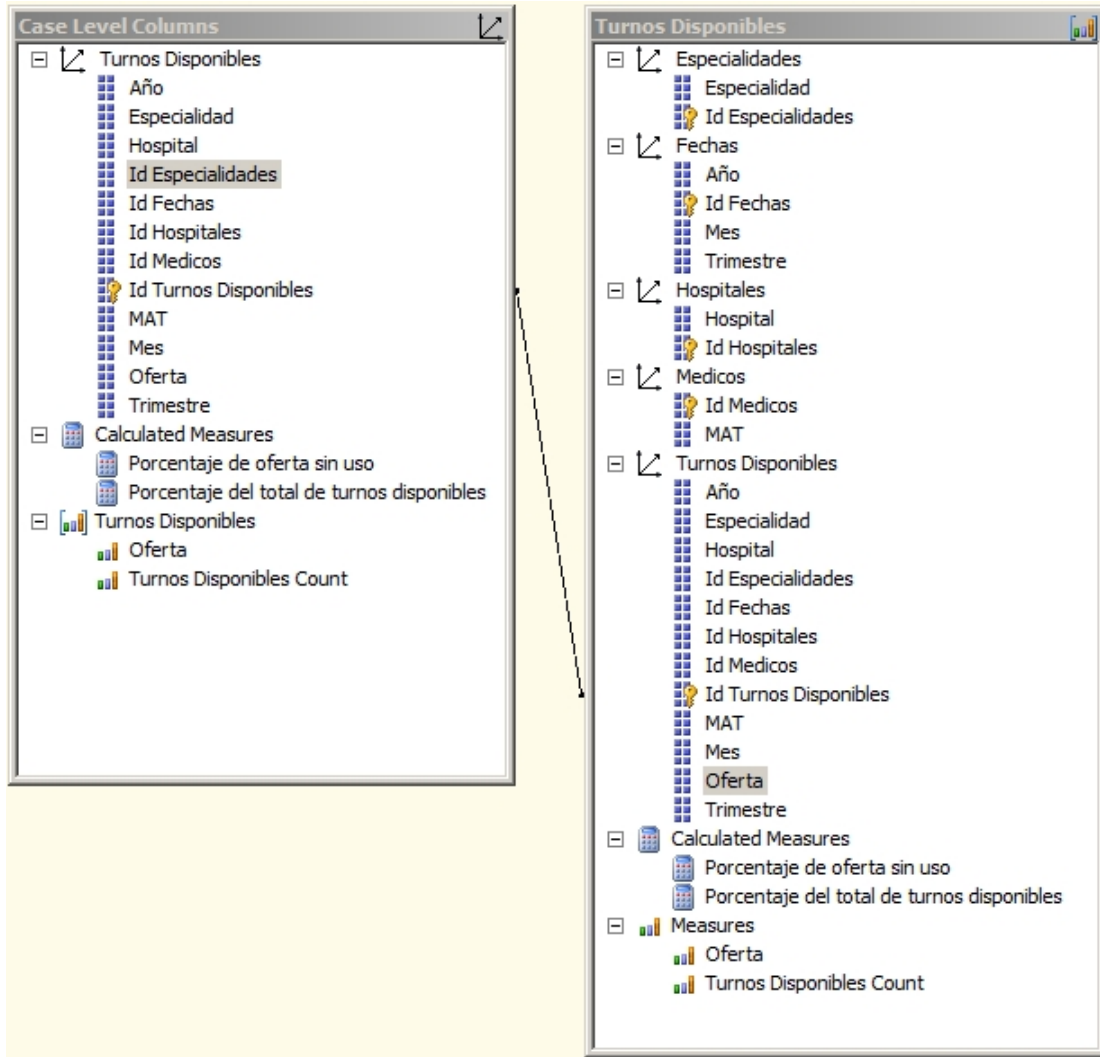 Case Level Columns
Turnos Disponibles
Año
Especialidad
Hospital
Id Especialidades
Id Fechas
Id Hospitales
Id Medicos
Id Turnos Disponibles
MAT
Mes
Oferta
Trimestre
Calculated Measures
Porcentaje de oferta sin uso
Porcentaje del total de turnos disponibles
Turnos Disponibles
Oferta
Turnos Disponibles Count
Turnos Disponibles
Especialidades
Especialidad
Id Especialidades
Fechas
Año
Id Fechas
Mes
Trimestre
Hospitales
Hospital
Id Hospitales
Medicos
Id Medicos
MAT
Turnos Disponibles
Año
Especialidad
Hospital
Id Especialidades
Id Fechas
Id Hospitales
Id Medicos
Id Turnos Disponibles
MAT
Mes
Oferta
Trimestre
Calculated Measures
Porcentaje de oferta sin uso
Porcentaje del total de turnos disponibles
Measures
Oferta
Turnos Disponibles Count